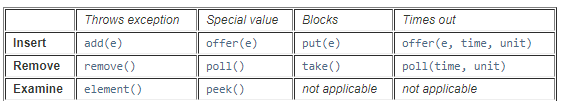 Throws exception Special value Blocks Times out
Insert add(e) offer(e) put(e) offer(e, time, unit)
Remove remove() poll() take() poll(time, unit)
Examine element() peek() not applicable not applicable